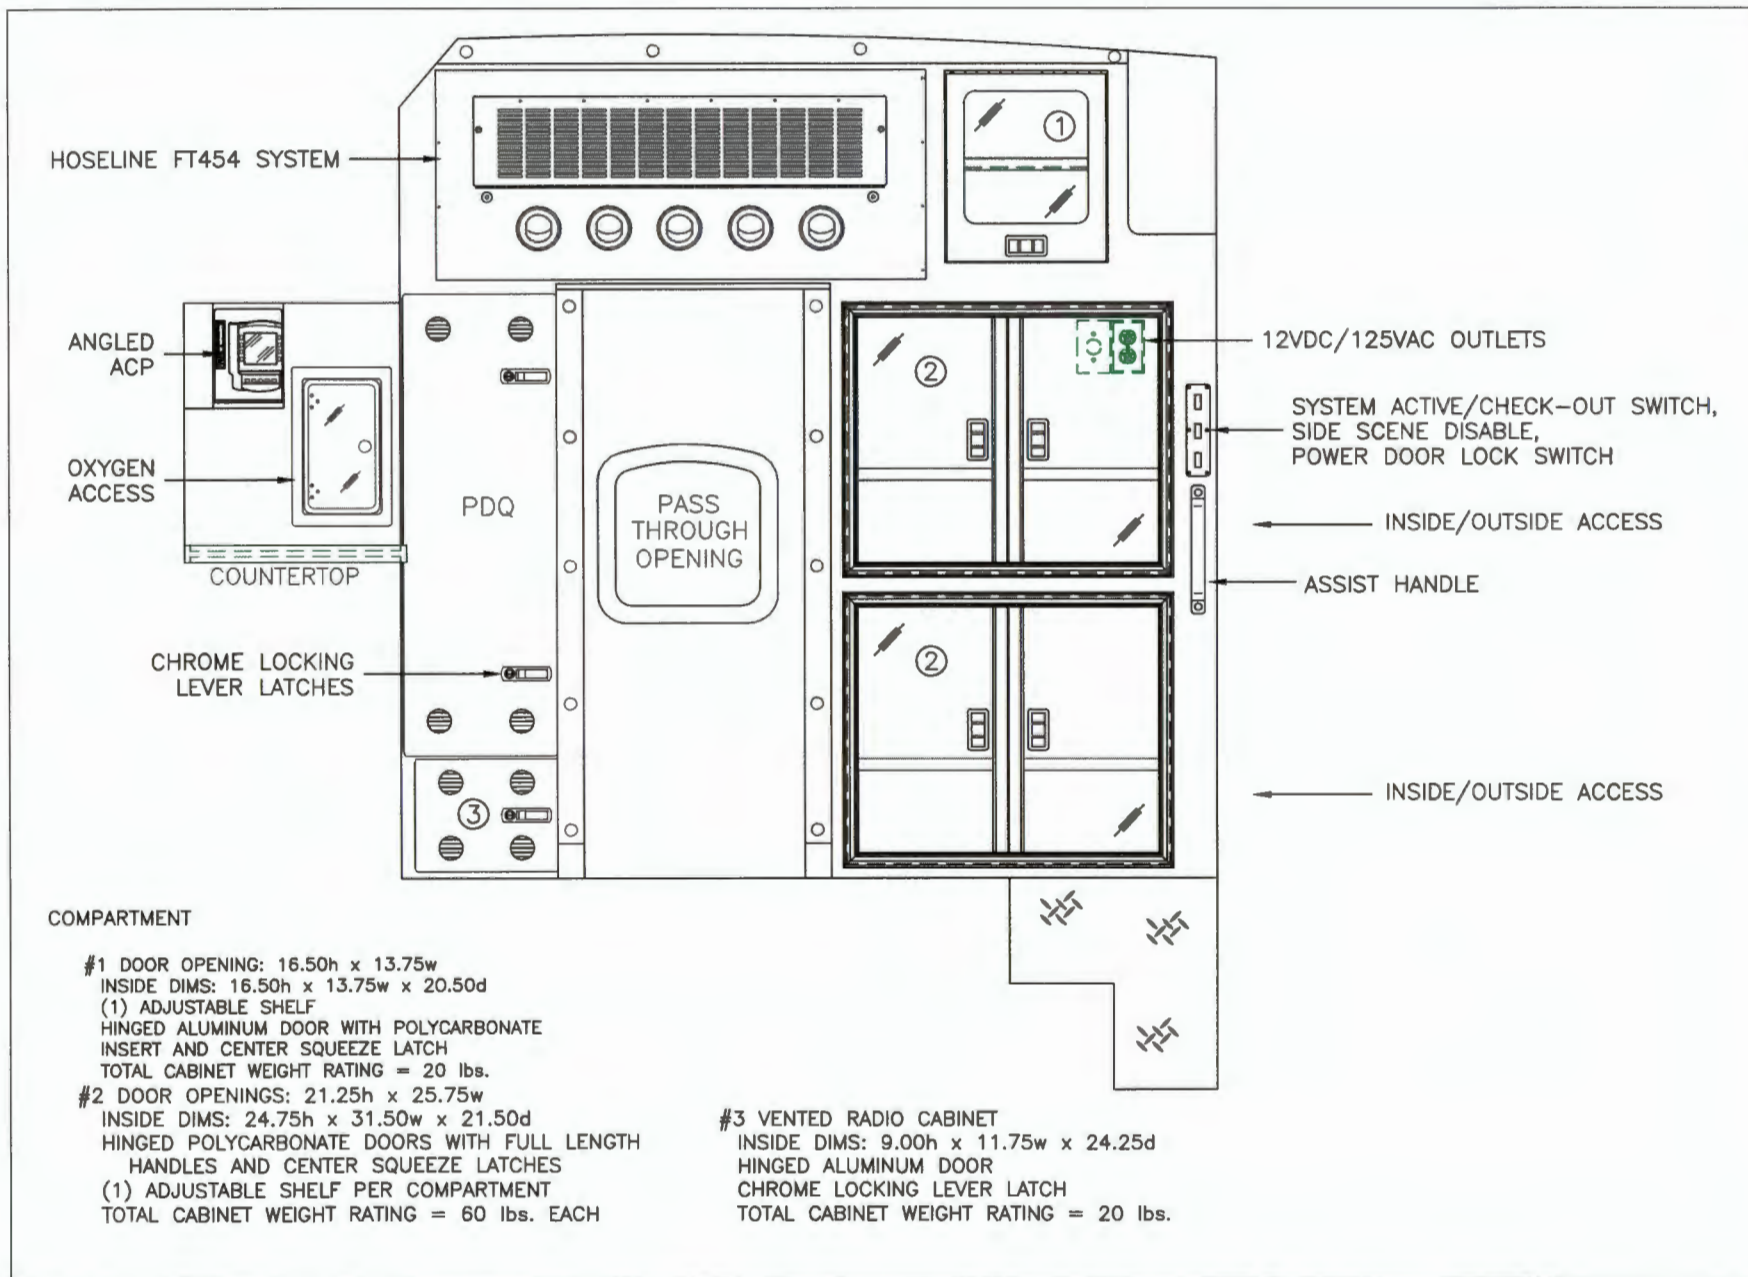 HOSELINE FT454 SYSTEM
1
ANGLED
ACP
12VDC/125VAC OUTLETS
2
SYSTEM ACTIVE/CHECK-OUT SWITCH,
SIDE SCENE DISABLE,
POWER DOOR LOCK SWITCH
OXYGEN
ACCESS
PDQ
PASS
THROUGH
OPENING
INSIDE/OUTSIDE ACCESS
COUNTERTOP
ASSIST HANDLE
CHROME LOCKING
LEVER LATCHES
2
INSIDE/OUTSIDE ACCESS
3
COMPARTMENT
#1 DOOR OPENING: 16.50h x 13.75w
INSIDE DIMS: 16.50h x 13.75w x 20.50d
(1) ADJUSTABLE SHELF
HINGED ALUMINUM DOOR WITH POLYCARBONATE
INSERT AND CENTER SQUEEZE LATCH
TOTAL CABINET WEIGHT RATING = 20 lbs.
#2 DOOR OPENINGS: 21.25h x 25.75w
INSIDE DIMS: 24.75h x 31.50w x 21.50d
HINGED POLYCARBONATE DOORS WITH FULL LENGTH
HANDLES AND CENTER SQUEEZE LATCHES
(1) ADJUSTABLE SHELF PER COMPARTMENT
TOTAL CABINET WEIGHT RATING = 60 lbs. EACH
#3 VENTED RADIO CABINET
INSIDE DIMS: 9.00h x 11.75w x 24.25d
HINGED ALUMINUM DOOR
CHROME LOCKING LEVER LATCH
TOTAL CABINET WEIGHT RATING = 20 lbs.